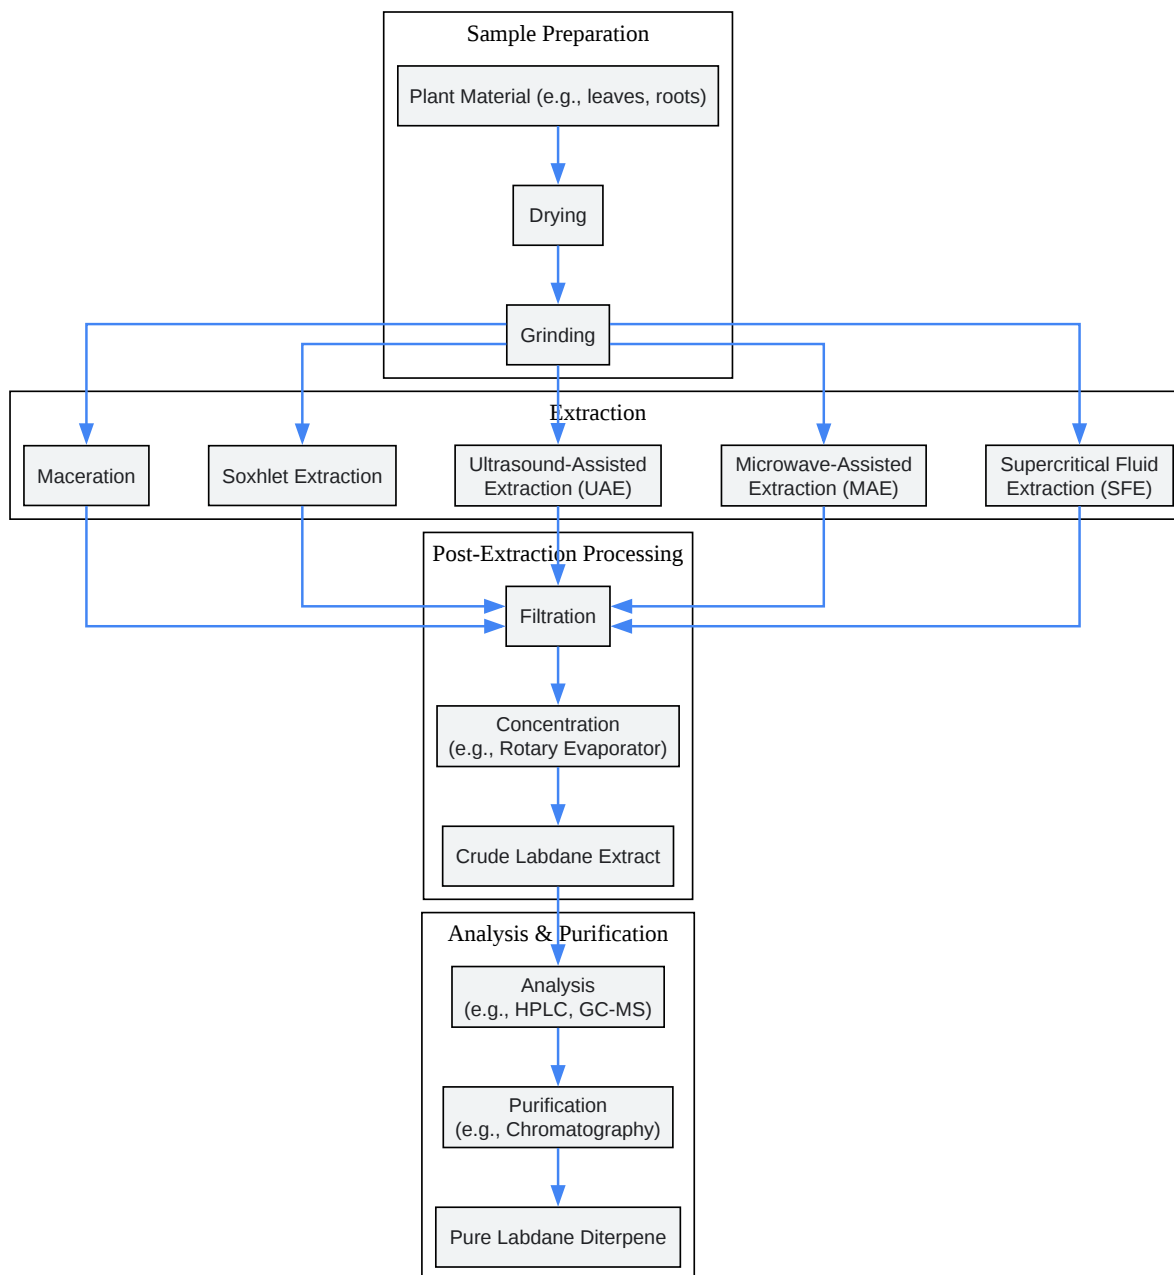 Sample Preparation
Plant Material (e.g., leaves, roots)
Drying
Grinding
Extraction
Maceration
Soxhlet Extraction
Ultrasound-Assisted
Extraction (UAE)
Microwave-Assisted
Extraction (MAE)
Supercritical Fluid
Extraction (SFE)
Post-Extraction Processing
Filtration
Concentration
(e.g., Rotary Evaporator)
Crude Labdane Extract
Analysis & Purification
Analysis
(e.g., HPLC, GC-MS)
Purification
(e.g., Chromatography)
Pure Labdane Diterpene